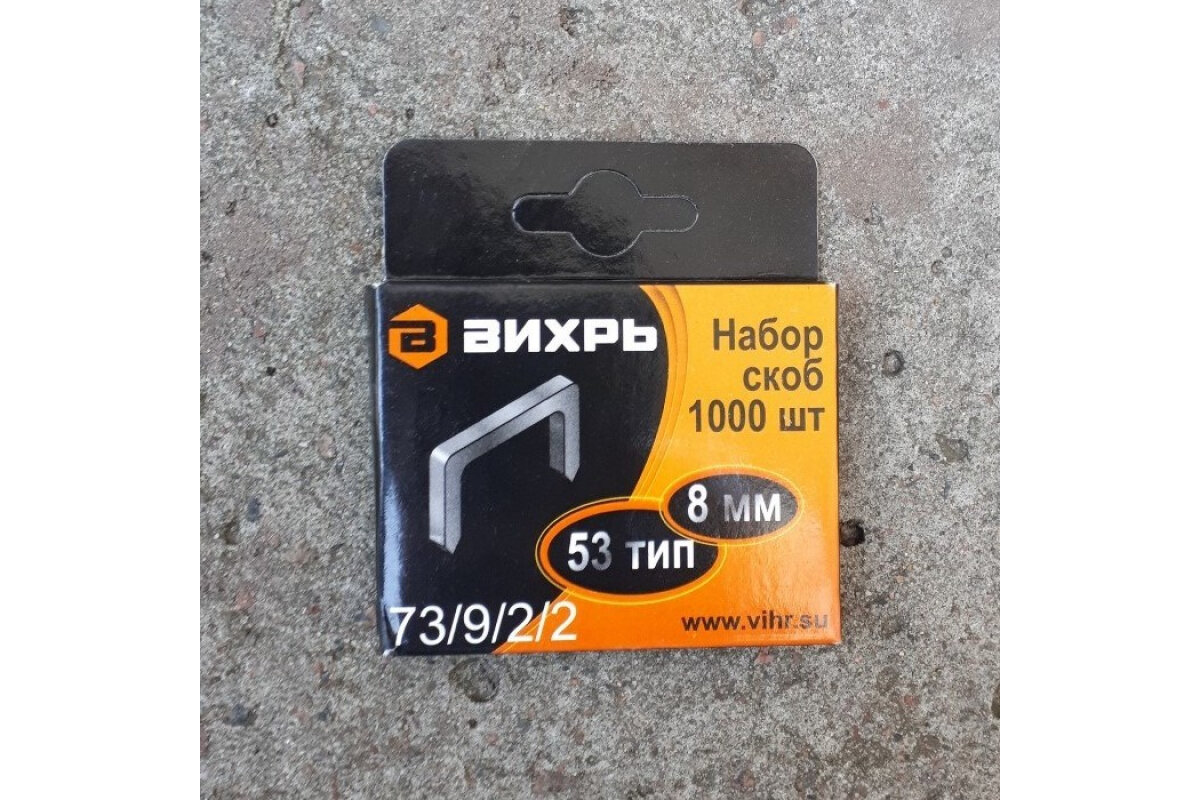 В ВИХРЬ
Набор
скоб
1000 шт
8 мм
53 тип
73/9/2/2
www.vihr.su